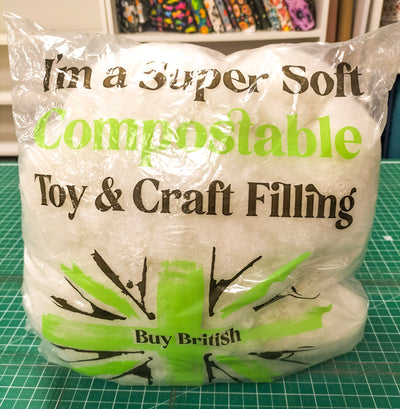 I'm a Super Soft
Compostable
Toy & Craft Filling
Buy British